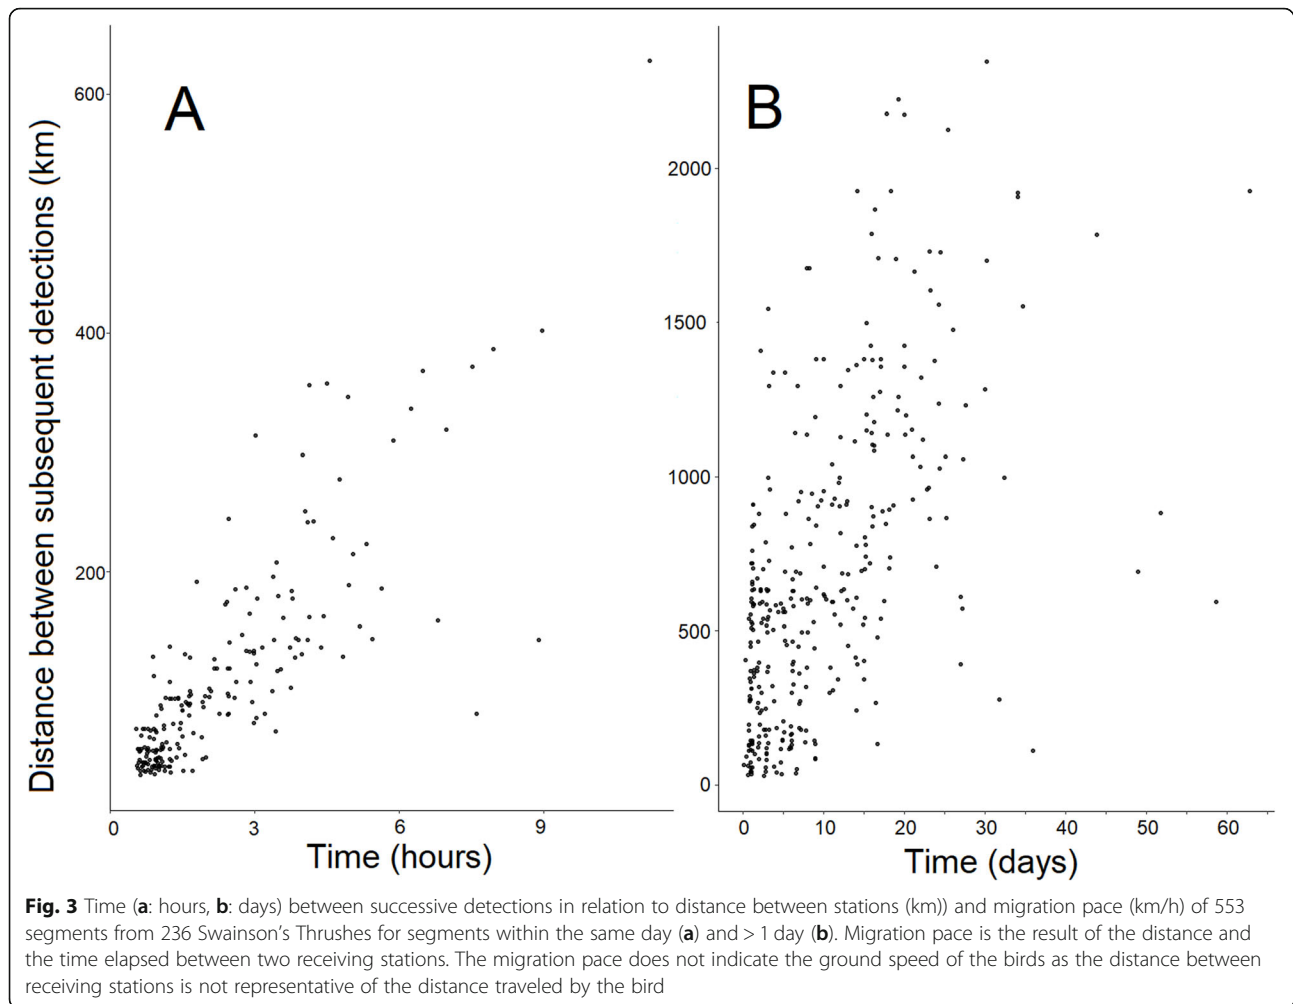 A
B
Distance between subsequent detections (km)
600
400
200
0
3
6
9
Time (hours)
2000
1500
1000
500
0
0
10
20
30
40
50
60
Time (days)
Fig. 3 Time (a: hours, b: days) between successive detections in relation to distance between stations (km)) and migration pace (km/h) of 553
segments from 236 Swainson's Thrushes for segments within the same day (a) and > 1 day (b). Migration pace is the result of the distance and
the time elapsed between two receiving stations. The migration pace does not indicate the ground speed of the birds as the distance between
receiving stations is not representative of the distance traveled by the bird